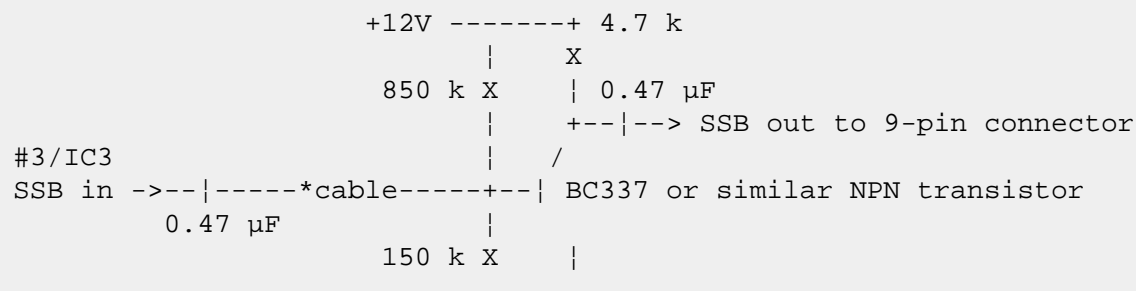 +12V -------+ 4.7 k
¦ X
850 k X ¦ 0.47 µF
¦ +--¦--> SSB out to 9-pin connector
#3/IC3 ¦ /
SSB in ->--¦-----*cable-----+--¦ BC337 or similar NPN transistor
0.47 µF ¦
150 k X ¦